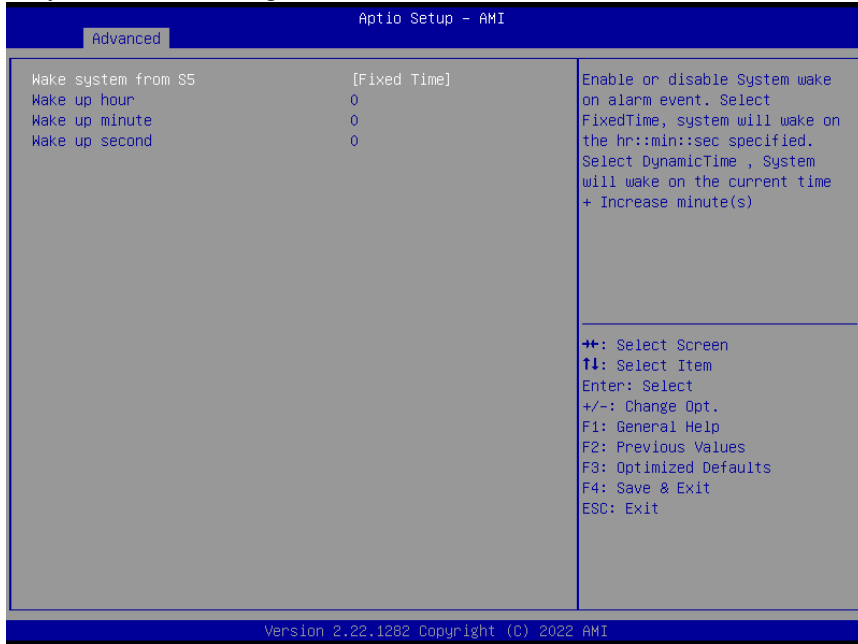 Aptio Setup – AMI
Advanced
Wake system from S5 [Fixed Time]
Wake up hour 0
Wake up minute 0
Wake up second 0
Enable or disable System wake
on alarm event. Select
FixedTime, system will wake on
the hr::min::sec specified.
Select DynamicTime , System
will wake on the current time
+ Increase minute(s)
→←: Select Screen
↑↓: Select Item
Enter: Select
+/-: Change Opt.
F1: General Help
F2: Previous Values
F3: Optimized Defaults
F4: Save & Exit
ESC: Exit
Version 2.22.1282 Copyright (C) 2022 AMI